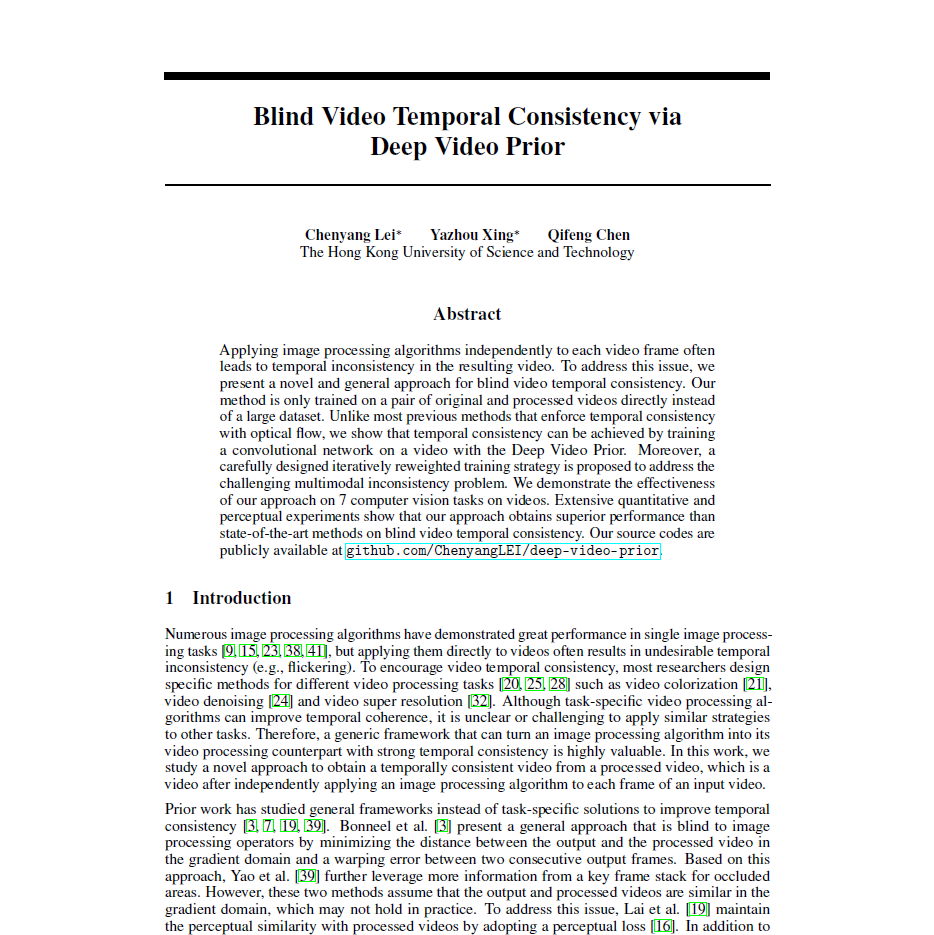 Blind Video Temporal Consistency via
Deep Video Prior
Chenyang Lei* Yazhou Xing* Qifeng Chen
The Hong Kong University of Science and Technology
Abstract
Applying image processing algorithms independently to each video frame often
leads to temporal inconsistency in the resulting video. To address this issue, we
present a novel and general approach for blind video temporal consistency. Our
method is only trained on a pair of original and processed videos directly instead
of a large dataset. Unlike most previous methods that enforce temporal consistency
with optical flow, we show that temporal consistency can be achieved by training
a convolutional network on a video with the Deep Video Prior. Moreover, a
carefully designed iteratively reweighted training strategy is proposed to address the
challenging multimodal inconsistency problem. We demonstrate the effectiveness
of our approach on 7 computer vision tasks on videos. Extensive quantitative and
perceptual experiments show that our approach obtains superior performance than
state-of-the-art methods on blind video temporal consistency. Our source codes are
publicly available at github.com/ChenyangLEI/deep-video-prior.
1 Introduction
Numerous image processing algorithms have demonstrated great performance in single image process-
ing tasks [9, 15, 23, 38, 41], but applying them directly to videos often results in undesirable temporal
inconsistency (e.g., flickering). To encourage video temporal consistency, most researchers design
specific methods for different video processing tasks [20, 25, 28] such as video colorization [21],
video denoising [24] and video super resolution [32]. Although task-specific video processing al-
gorithms can improve temporal coherence, it is unclear or challenging to apply similar strategies
to other tasks. Therefore, a generic framework that can turn an image processing algorithm into its
video processing counterpart with strong temporal consistency is highly valuable. In this work, we
study a novel approach to obtain a temporally consistent video from a processed video, which is a
video after independently applying an image processing algorithm to each frame of an input video.
Prior work has studied general frameworks instead of task-specific solutions to improve temporal
consistency [3, 7, 19, 39]. Bonneel et al. [3] present a general approach that is blind to image
processing operators by minimizing the distance between the output and the processed video in
the gradient domain and a warping error between two consecutive output frames. Based on this
approach, Yao et al. [39] further leverage more information from a key frame stack for occluded
areas. However, these two methods assume that the output and processed videos are similar in the
gradient domain, which may not hold in practice. To address this issue, Lai et al. [19] maintain
the perceptual similarity with processed videos by adopting a perceptual loss [16]. In addition to